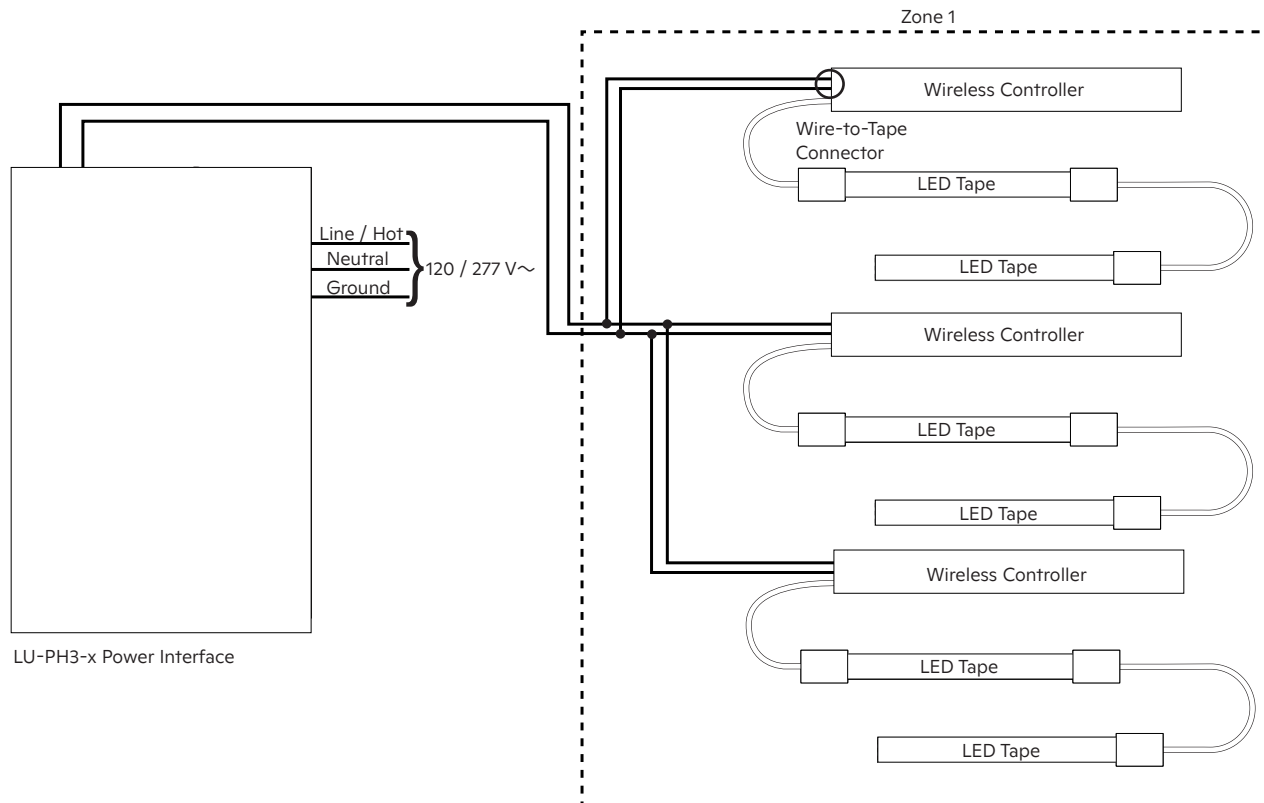 Zone 1
Wireless Controller
Wire-to-Tape
Connector
LED Tape
Line / Hot
Neutral
Ground
120 / 277 V～
LED Tape
Wireless Controller
LED Tape
LED Tape
Wireless Controller
LU-PH3-x Power Interface
LED Tape
LED Tape